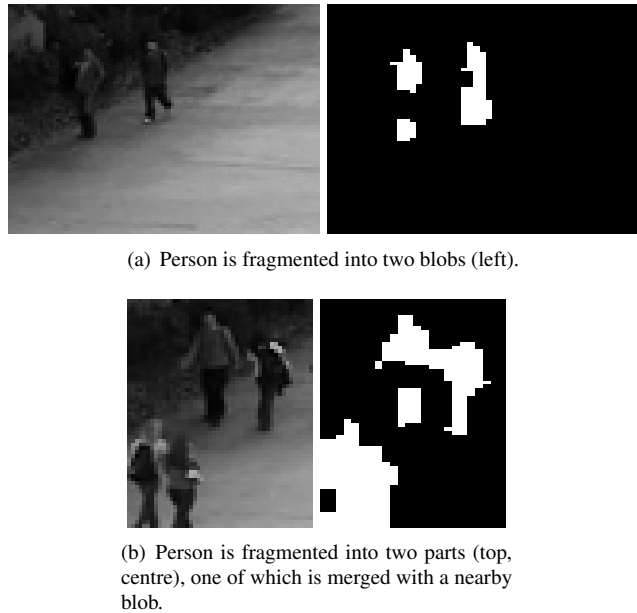 (a) Person is fragmented into two blobs (left).
(b) Person is fragmented into two parts (top,
centre), one of which is merged with a nearby
blob.